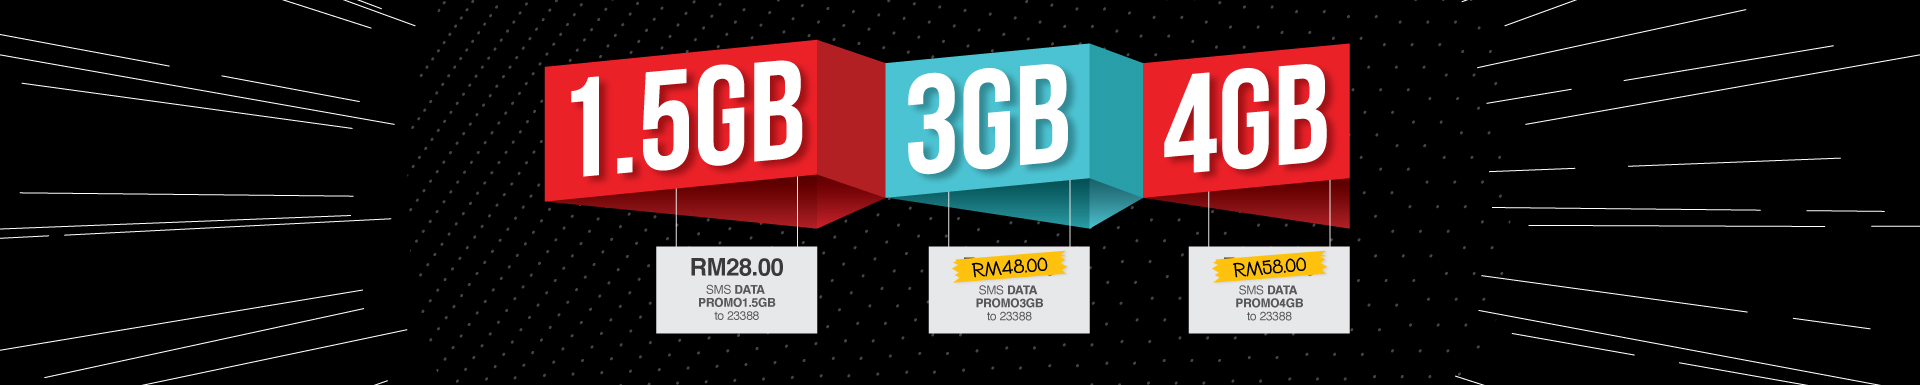 1.5GB
3GB
4GB
RM28.00
SMS DATA
PROMO1.5GB
to 23388
RM48.00
SMS DATA
PROMO3GB
to 23388
RM58.00
SMS DATA
PROMO4GB
to 23388